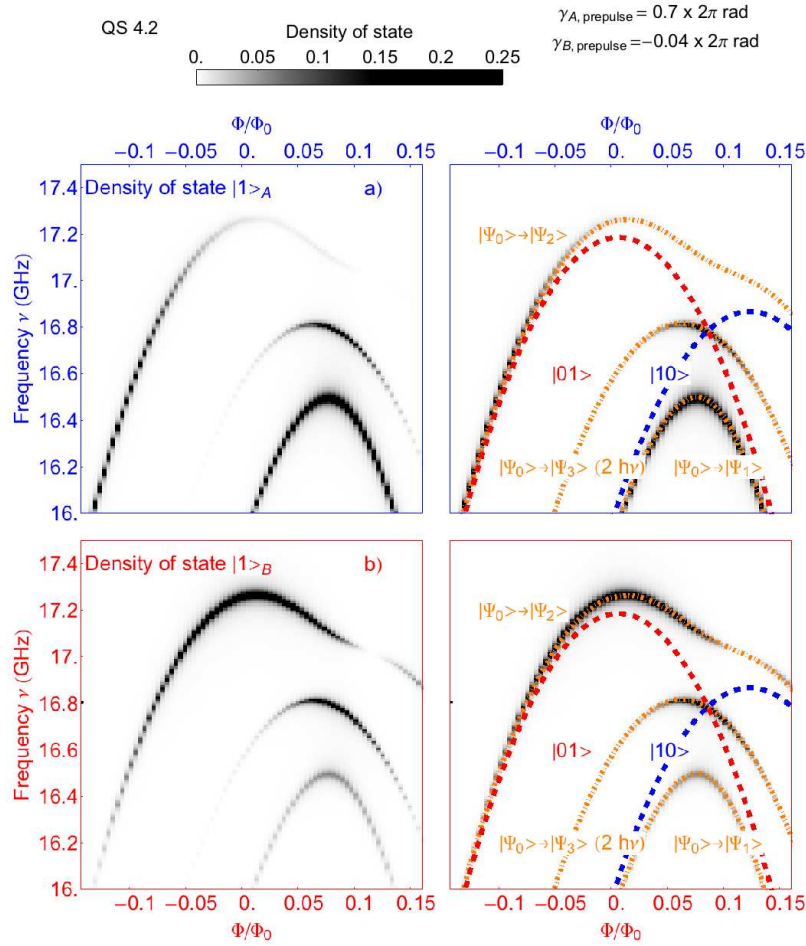 QS 4.2
Density of state
0. 0.05 0.10 0.15 0.20 0.25
γA, prepulse = 0.7 x 2π rad
γB, prepulse =−0.04 x 2π rad
Φ/Φ0
−0.1 −0.05 0. 0.05 0.1 0.15
Φ/Φ0
−0.1 −0.05 0. 0.05 0.1 0.15
Frequency ν (GHz)
17.4
17.2
17.
16.8
16.6
16.4
16.2
16.
Density of state |1>A a)
|Ψ0>→|Ψ2>
|01> |10>
|Ψ0>→|Ψ3> (2 hν) |Ψ0>→|Ψ1>
Frequency ν (GHz)
17.4
17.2
17.
16.8
16.6
16.4
16.2
16.
Density of state |1>B b)
|Ψ0>→|Ψ2>
|01> |10>
|Ψ0>→|Ψ3> (2 hν) |Ψ0>→|Ψ1>
−0.1 −0.05 0. 0.05 0.1 0.15
Φ/Φ0
−0.1 −0.05 0. 0.05 0.1 0.15
Φ/Φ0